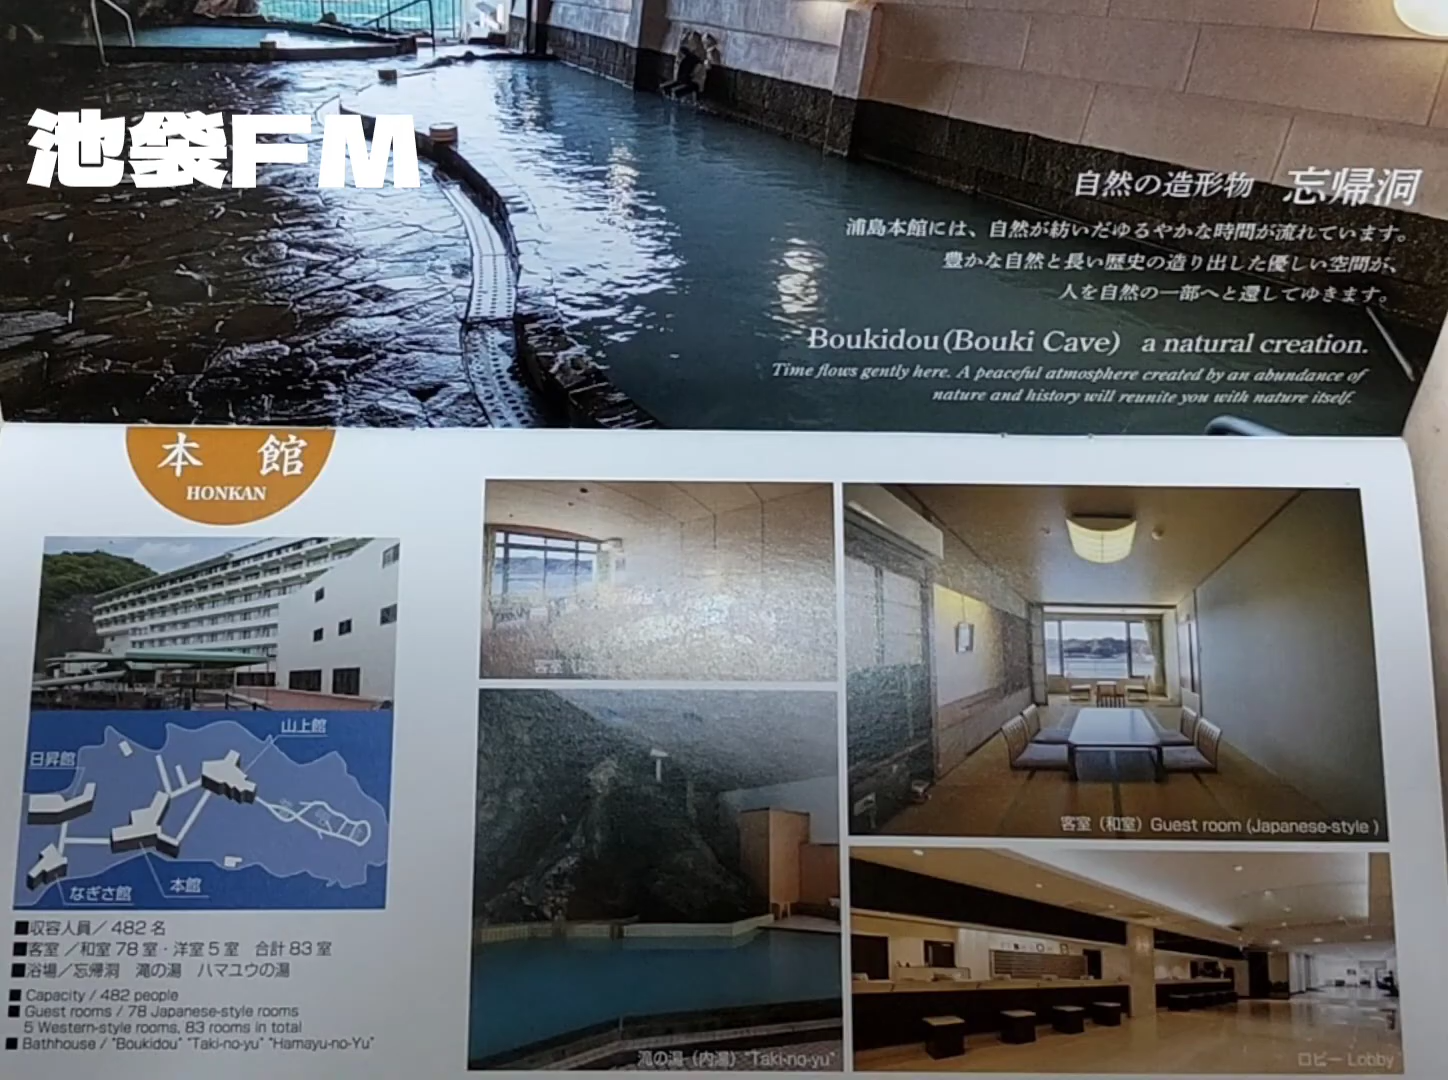 池袋FM
自然の造形物 忘帰洞
浦島本館には、自然が紡いだゆるやかな時間が流れています。
豊かな自然と長い歴史の造り出した優しい空間が、
人を自然の一部へと還してゆきます。
Boukidou(Bouki Cave) a natural creation.
Time flows gently here. A peaceful atmosphere created by an abundance of
nature and history will reunite you with nature itself.
本館
HONKAN
山上館
日昇館
なぎさ館
本館
■収容人員／482名
■客室／和室78室・洋室5室 合計83室
■浴場／忘帰洞 滝の湯 ハマユウの湯
■ Capacity / 482 people
■ Guest rooms / 78 Japanese-style rooms
5 Western-style rooms, 83 rooms in total
■ Bathhouse / "Boukidou" "Taki-no-yu" "Hamayu-no-Yu"
客室
客室（和室）Guest room (Japanese-style )
滝の湯（内湯）"Taki-no-yu"
ロビー Lobby